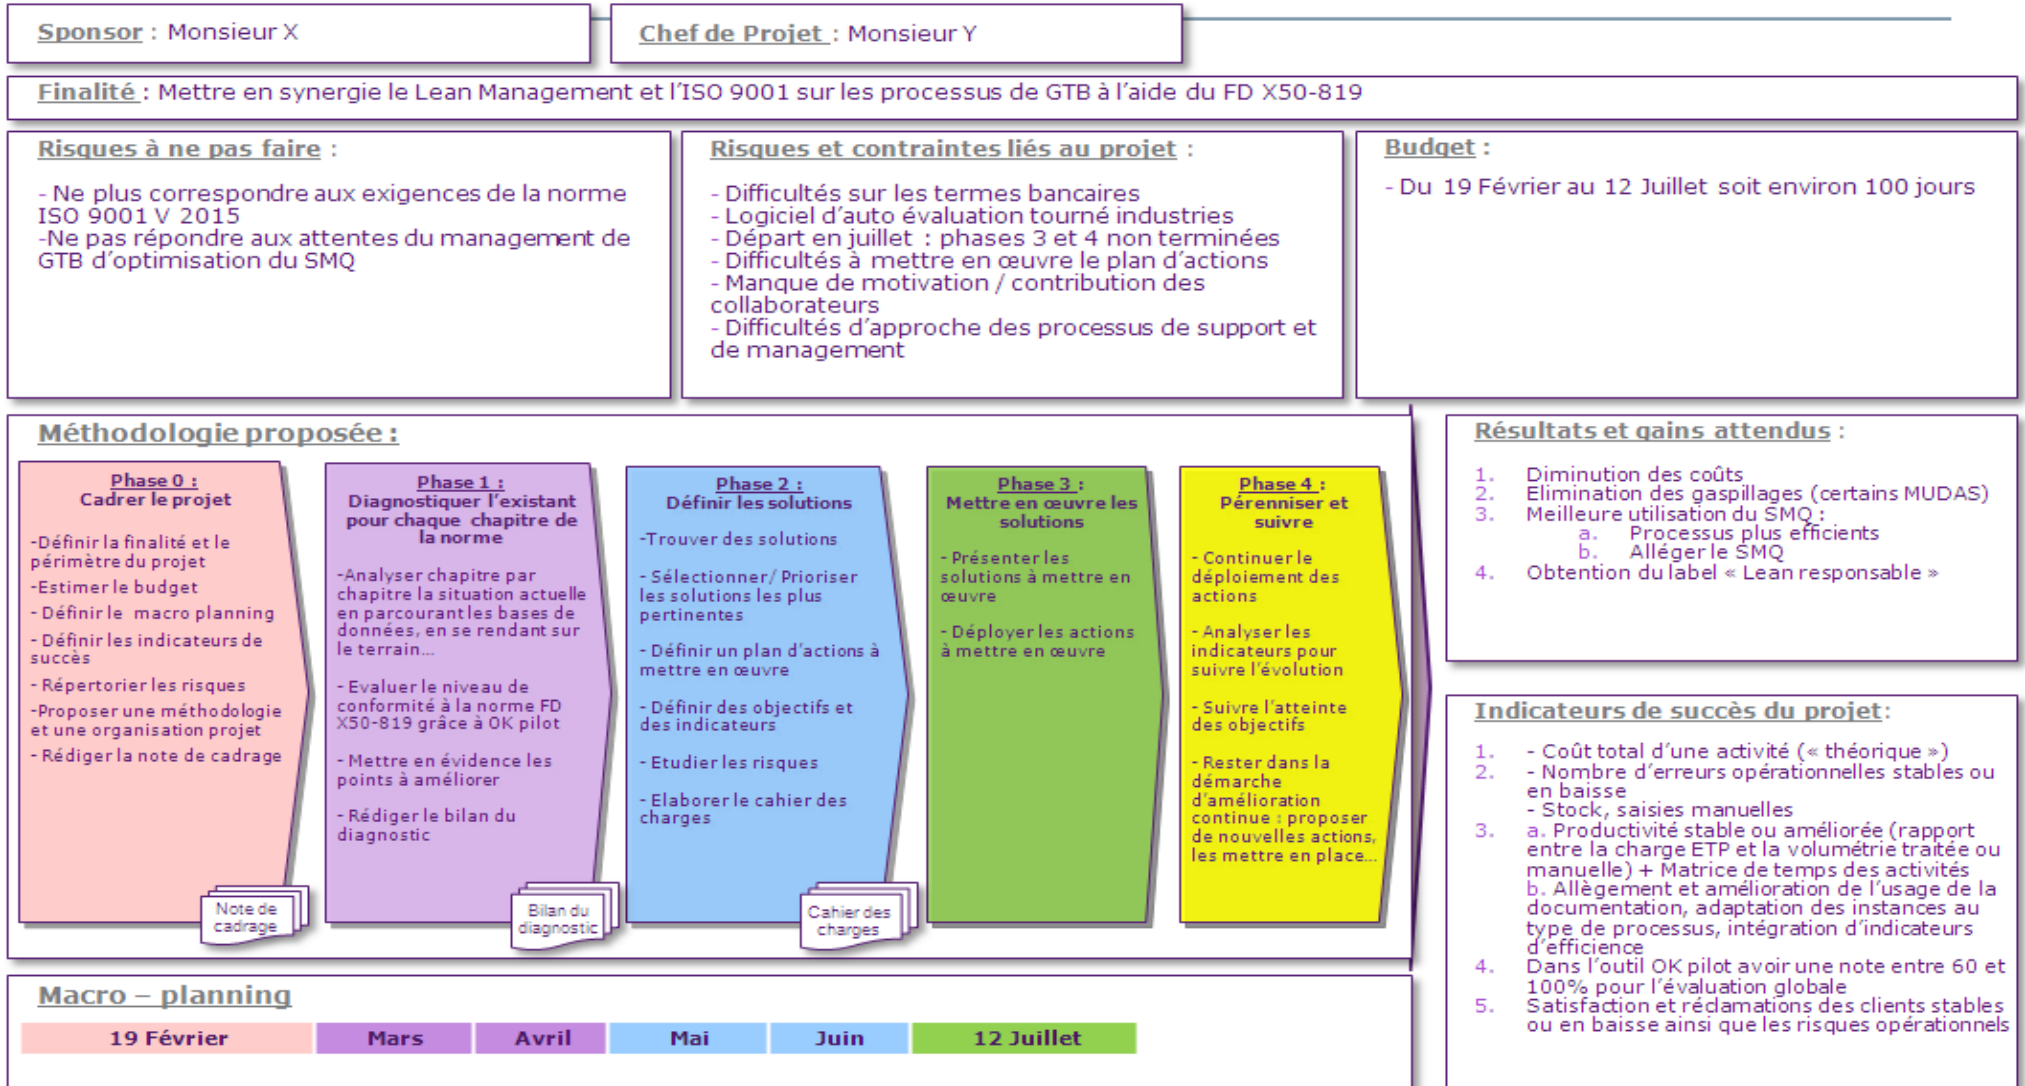 Sponsor : Monsieur X
Chef de Projet : Monsieur Y
Finalité : Mettre en synergie le Lean Management et l'ISO 9001 sur les processus de GTB à l'aide du FD X50-819
Risques à ne pas faire :
- Ne plus correspondre aux exigences de la norme
ISO 9001 V 2015
-Ne pas répondre aux attentes du management de
GTB d'optimisation du SMQ
Risques et contraintes liés au projet :
- Difficultés sur les termes bancaires
- Logiciel d'auto évaluation tourné industries
- Départ en juillet : phases 3 et 4 non terminées
- Difficultés à mettre en œuvre le plan d'actions
- Manque de motivation / contribution des
collaborateurs
- Difficultés d'approche des processus de support et
de management
Budget :
- Du 19 Février au 12 Juillet soit environ 100 jours
Méthodologie proposée :
Phase 0 :
Cadrer le projet
-Définir la finalité et le
périmètre du projet
-Estimer le budget
- Définir le macro planning
- Définir les indicateurs de
succès
- Répertorier les risques
-Proposer une méthodologie
et une organisation projet
- Rédiger la note de cadrage
Note de
cadrage
Phase 1 :
Diagnostiquer l'existant
pour chaque chapitre de
la norme
-Analyser chapitre par
chapitre la situation actuelle
en parcourant les bases de
données, en se rendant sur
le terrain...
- Evaluer le niveau de
conformité à la norme FD
X50-819 grâce à OK pilot
- Mettre en évidence les
points à améliorer
- Rédiger le bilan du
diagnostic
Bilan du
diagnostic
Phase 2 :
Définir les solutions
-Trouver des solutions
- Sélectionner/ Prioriser
les solutions les plus
pertinentes
- Définir un plan d'actions à
mettre en œuvre
- Définir des objectifs et
des indicateurs
- Etudier les risques
- Elaborer le cahier des
charges
Cahier des
charges
Phase 3 :
Mettre en œuvre les
solutions
- Présenter les
solutions à mettre en
œuvre
- Déployer les actions
à mettre en œuvre
Phase 4 :
Pérenniser et
suivre
- Continuer le
déploiement des
actions
- Analyser les
indicateurs pour
suivre l'évolution
- Suivre l'atteinte
des objectifs
- Rester dans la
démarche
d'amélioration
continue : proposer
de nouvelles actions,
les mettre en place...
Résultats et gains attendus :
1. Diminution des coûts
2. Elimination des gaspillages (certains MUDAS)
3. Meilleure utilisation du SMQ :
a. Processus plus efficients
b. Alléger le SMQ
4. Obtention du label « Lean responsable »
Indicateurs de succès du projet:
1. - Coût total d'une activité (« théorique »)
2. - Nombre d'erreurs opérationnelles stables ou
en baisse
- Stock, saisies manuelles
3. a. Productivité stable ou améliorée (rapport
entre la charge ETP et la volumétrie traitée ou
manuelle) + Matrice de temps des activités
b. Allègement et amélioration de l'usage de la
documentation, adaptation des instances au
type de processus, intégration d'indicateurs
d'efficience
4. Dans l'outil OK pilot avoir une note entre 60 et
100% pour l'évaluation globale
5. Satisfaction et réclamations des clients stables
ou en baisse ainsi que les risques opérationnels
Macro – planning
19 Février Mars Avril Mai Juin 12 Juillet